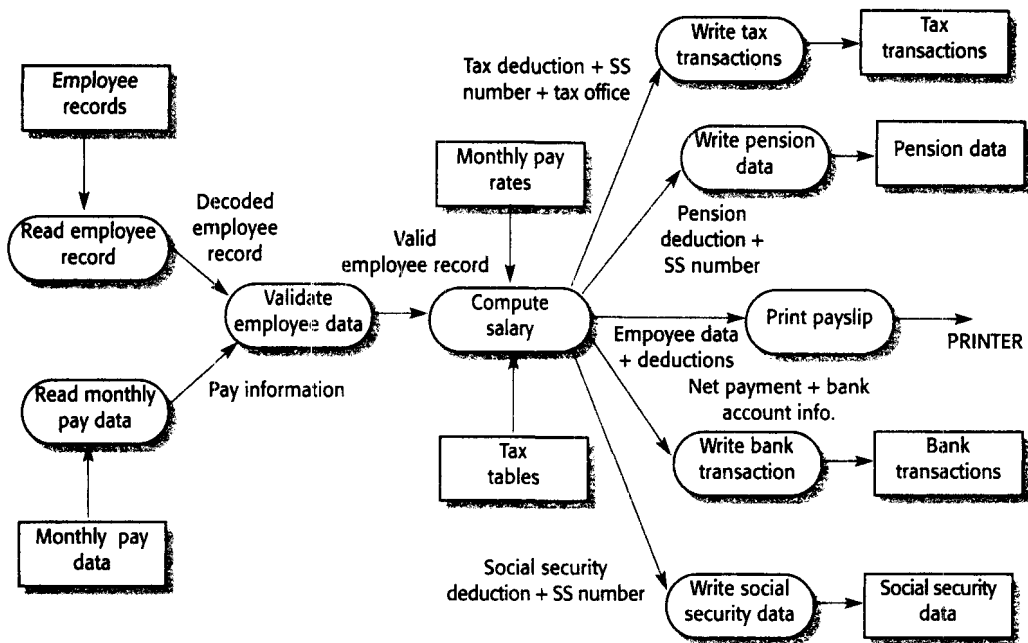 Employee
records
Read employee
record
Decoded
employee
record
Validate
employee data
Pay information
Read monthly
pay data
Monthly pay
data
Valid
employee record
Monthly pay
rates
Compute
salary
Tax
tables
Tax deduction + SS
number + tax office
Write tax
transactions
Tax
transactions
Write pension
data
Pension data
Pension
deduction +
SS number
Empoyee data
+ deductions
Print payslip
PRINTER
Net payment + bank
account info.
Write bank
transaction
Bank
transactions
Social security
deduction + SS number
Write social
security data
Social security
data